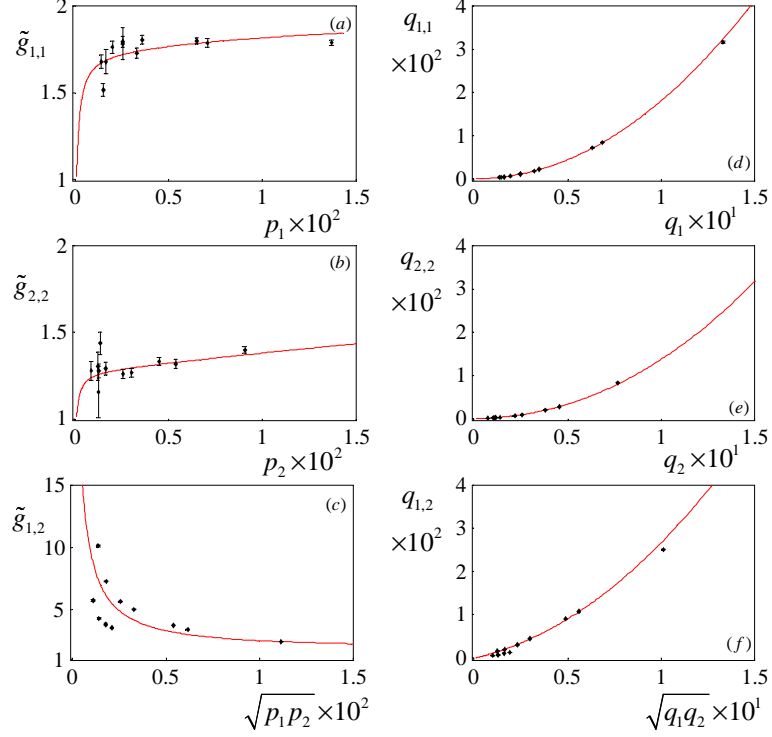 g̃₁,₁
2
1.5
1
(a)
0
0.5
1
1.5
p₁×10²
q₁,₁
×10²
4
3
2
1
0
(d)
0
0.5
1
1.5
q₁×10¹
g̃₂,₂
2
1.5
1
(b)
0
0.5
1
1.5
p₂×10²
q₂,₂
×10²
4
3
2
1
0
(e)
0
0.5
1
1.5
q₂×10¹
g̃₁,₂
15
10
5
1
(c)
0
0.5
1
1.5
√p₁p₂×10²
q₁,₂
×10²
4
3
2
1
0
(f)
0
0.5
1
1.5
√q₁q₂×10¹